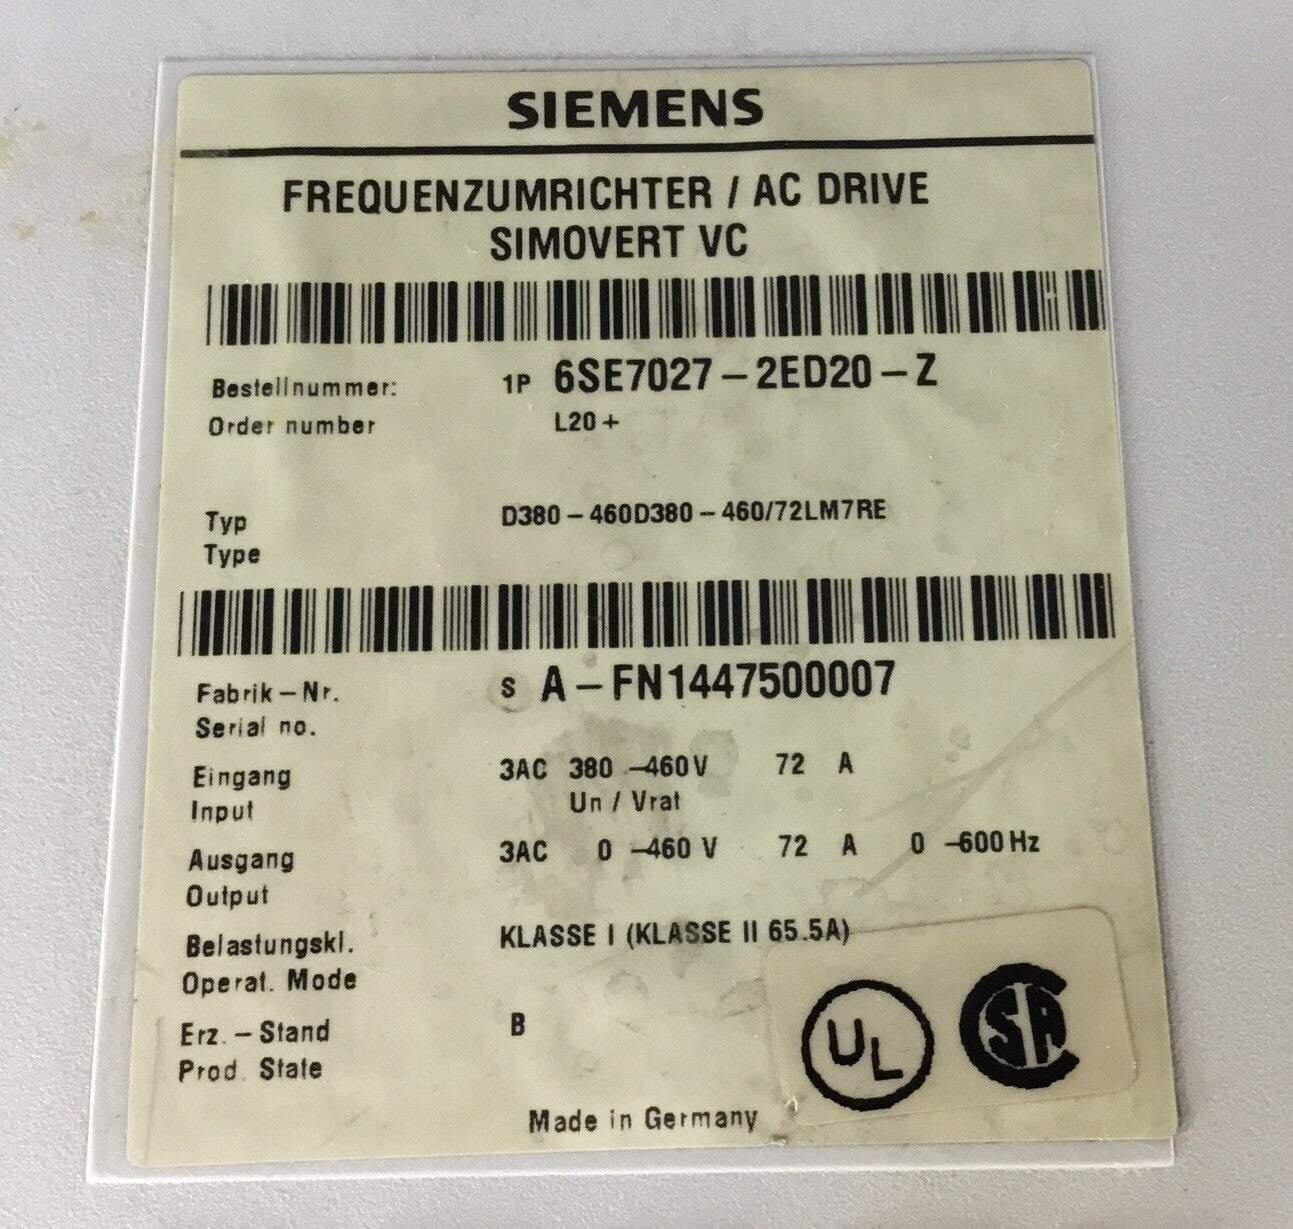 SIEMENS
FREQUENZUMRICHTER / AC DRIVE
SIMOVERT VC
Bestellnummer: 1P 6SE7027-2ED20-Z
Order number L20+
Typ D380-460D380-460/72LM7RE
Type
Fabrik-Nr. S A-FN1447500007
Serial no.
Eingang 3AC 380-460V 72 A
Input Un / Vrat
Ausgang 3AC 0-460 V 72 A 0-600Hz
Output
Belastungskl. KLASSE I (KLASSE II 65.5A)
Operat. Mode
Erz.-Stand B
Prod. State
UL SA
Made in Germany